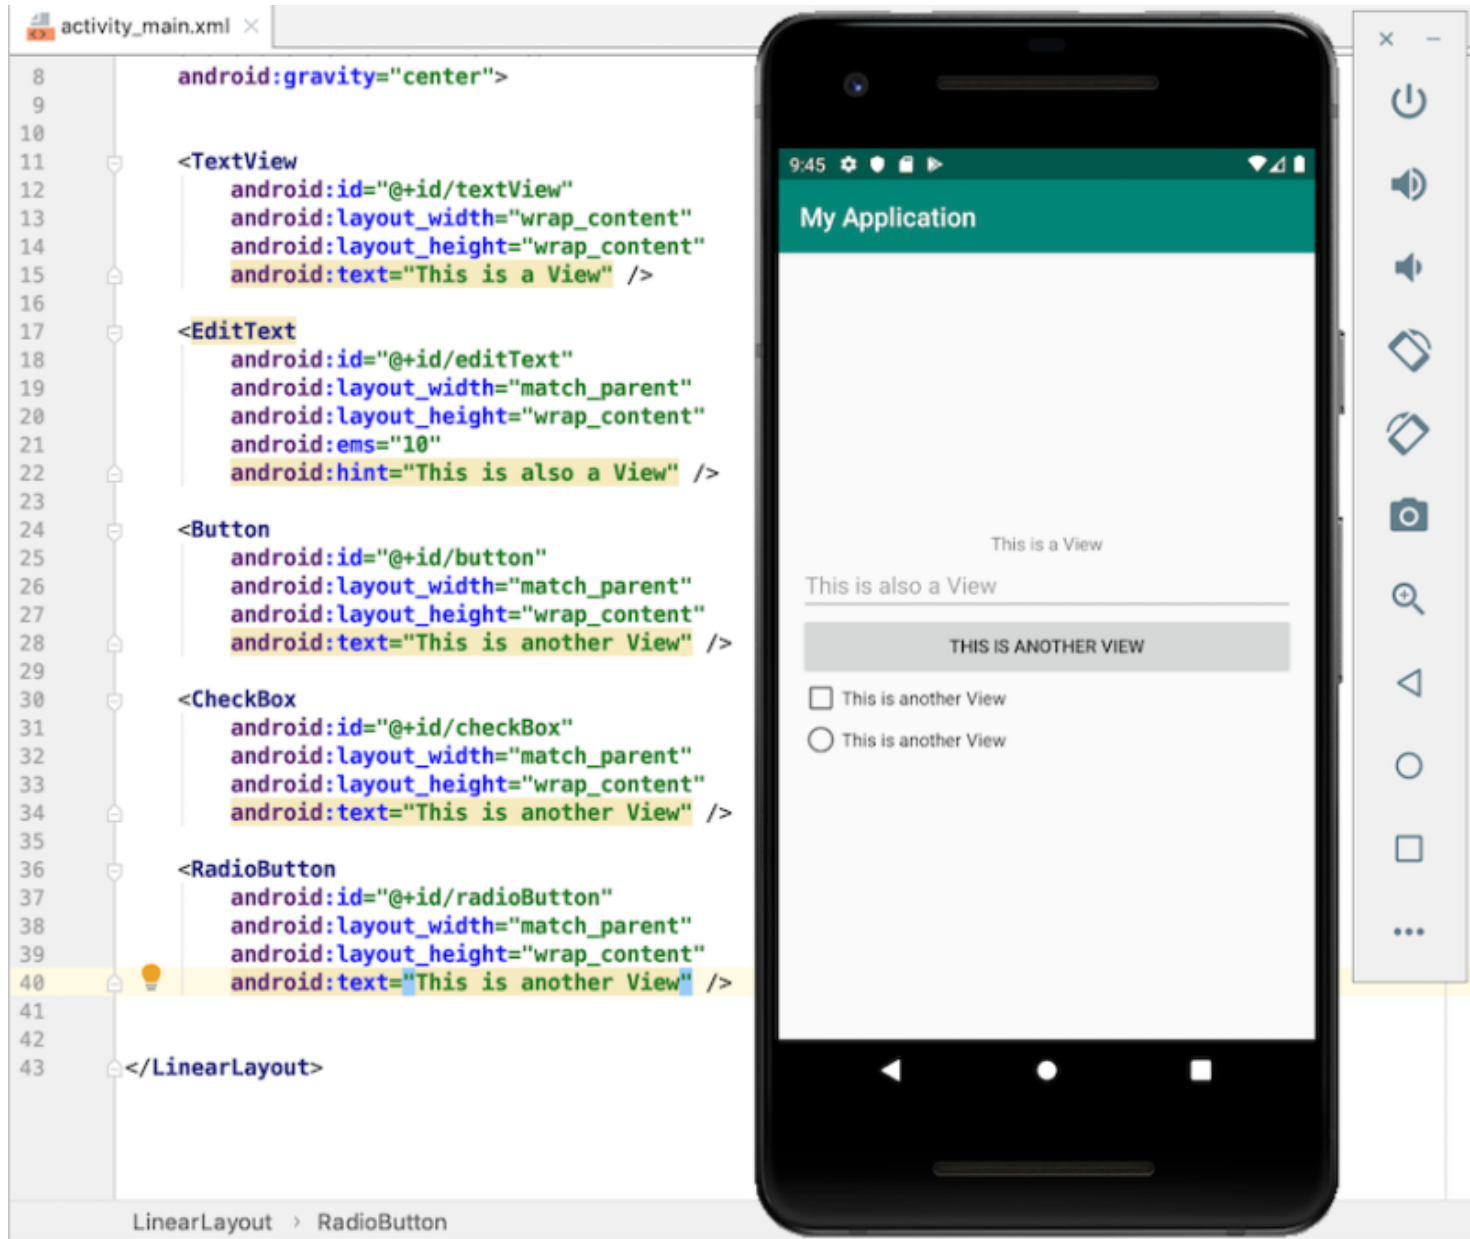 activity_main.xml
8 android:gravity="center">
9
10
11 <TextView
12 android:id="@+id/textView"
13 android:layout_width="wrap_content"
14 android:layout_height="wrap_content"
15 android:text="This is a View" />
16
17 <EditText
18 android:id="@+id/editText"
19 android:layout_width="match_parent"
20 android:layout_height="wrap_content"
21 android:ems="10"
22 android:hint="This is also a View" />
23
24 <Button
25 android:id="@+id/button"
26 android:layout_width="match_parent"
27 android:layout_height="wrap_content"
28 android:text="This is another View" />
29
30 <CheckBox
31 android:id="@+id/checkBox"
32 android:layout_width="match_parent"
33 android:layout_height="wrap_content"
34 android:text="This is another View" />
35
36 <RadioButton
37 android:id="@+id/radioButton"
38 android:layout_width="match_parent"
39 android:layout_height="wrap_content"
40 android:text="This is another View" />
41
42
43 </LinearLayout>
LinearLayout > RadioButton
9:45
My Application
This is a View
This is also a View
THIS IS ANOTHER VIEW
This is another View
This is another View